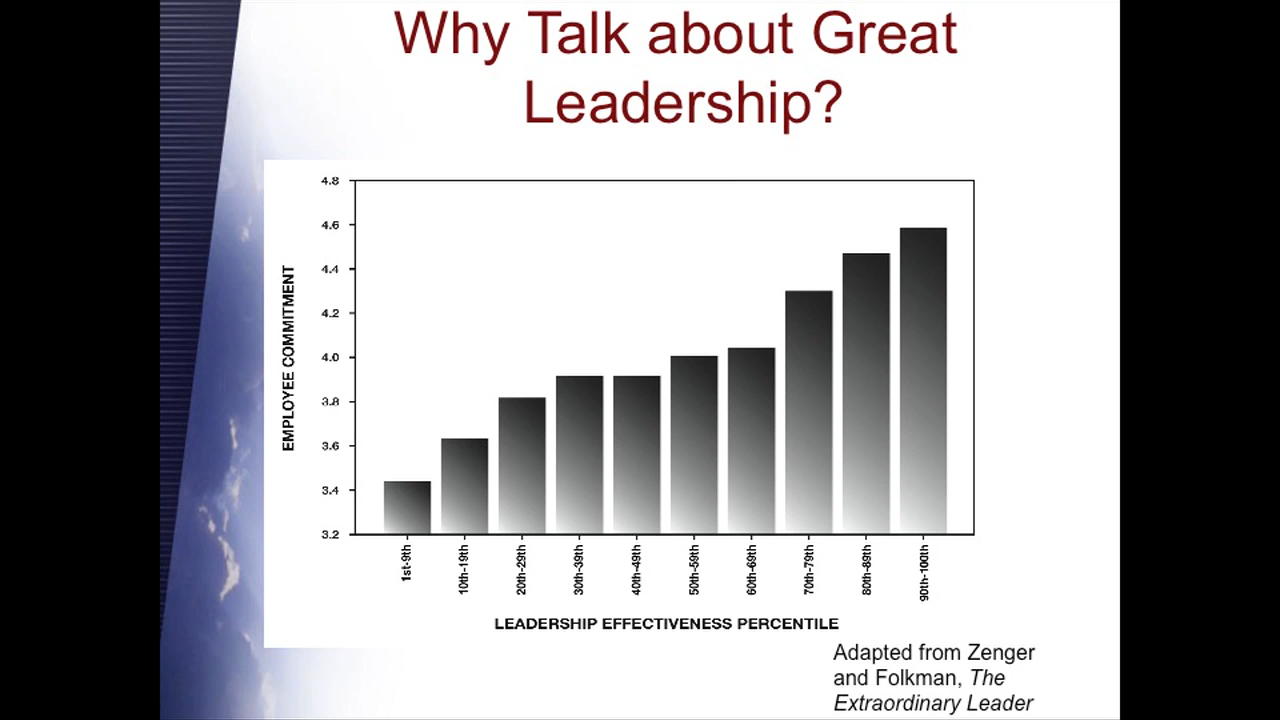 Why Talk about Great
Leadership?
4.8
4.6
4.4
4.2
4.0
3.8
3.6
3.4
3.2
EMPLOYEE COMMITMENT
1st-9th
10th-19th
20th-29th
30th-39th
40th-49th
50th-59th
60th-69th
70th-79th
80th-89th
90th-100th
LEADERSHIP EFFECTIVENESS PERCENTILE
Adapted from Zenger
and Folkman, The
Extraordinary Leader